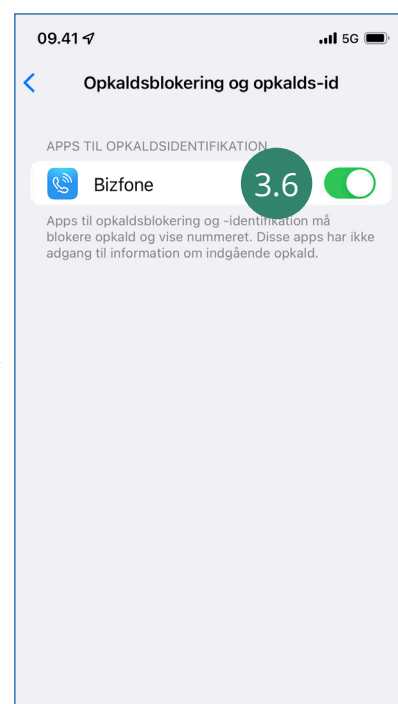 09.41
5G
Opkaldsblokering og opkalds-id
APPS TIL OPKALDSIDENTIFIKATION
Bizfone
3.6
Apps til opkaldsblokering og -identifikation må
blokere opkald og vise nummeret. Disse apps har ikke
adgang til information om indgående opkald.